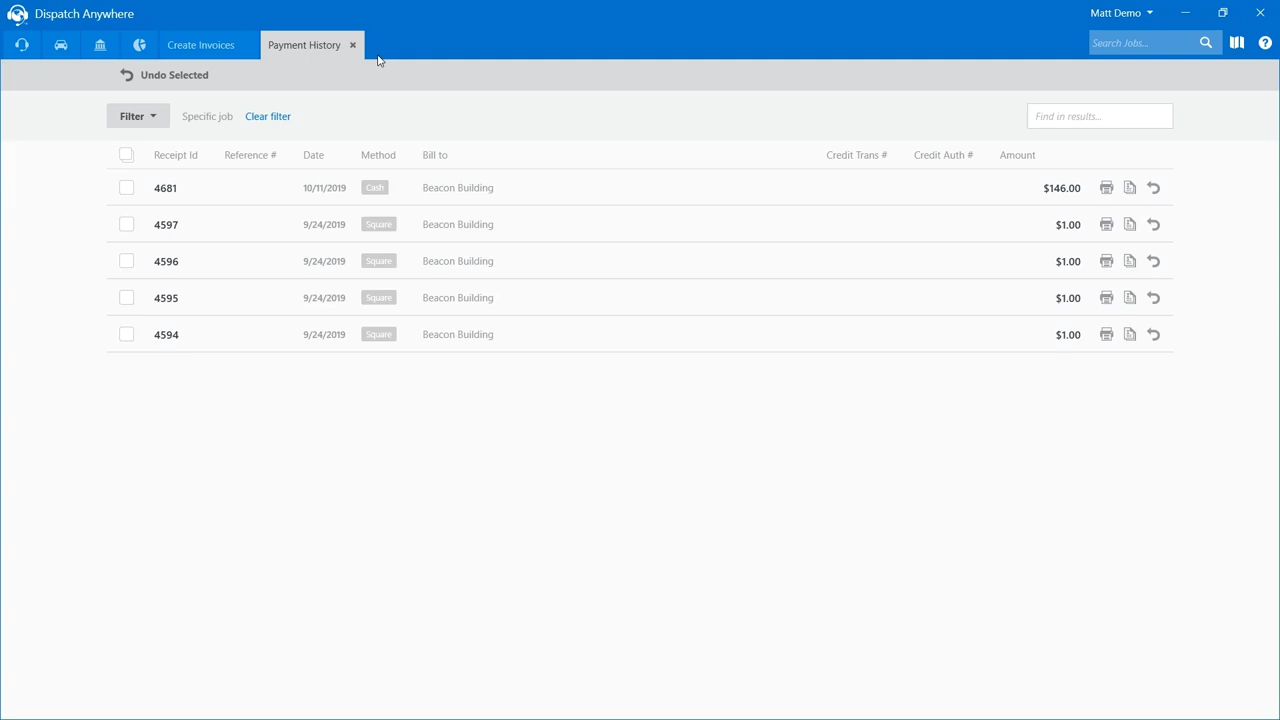 Dispatch Anywhere
Matt Demo
Create Invoices
Payment History
Search Jobs...
Undo Selected
Filter
Specific job
Clear filter
Find in results...
Receipt Id Reference # Date Method Bill to Credit Trans # Credit Auth # Amount
4681 10/11/2019 Cash Beacon Building $146.00
4597 9/24/2019 Square Beacon Building $1.00
4596 9/24/2019 Square Beacon Building $1.00
4595 9/24/2019 Square Beacon Building $1.00
4594 9/24/2019 Square Beacon Building $1.00